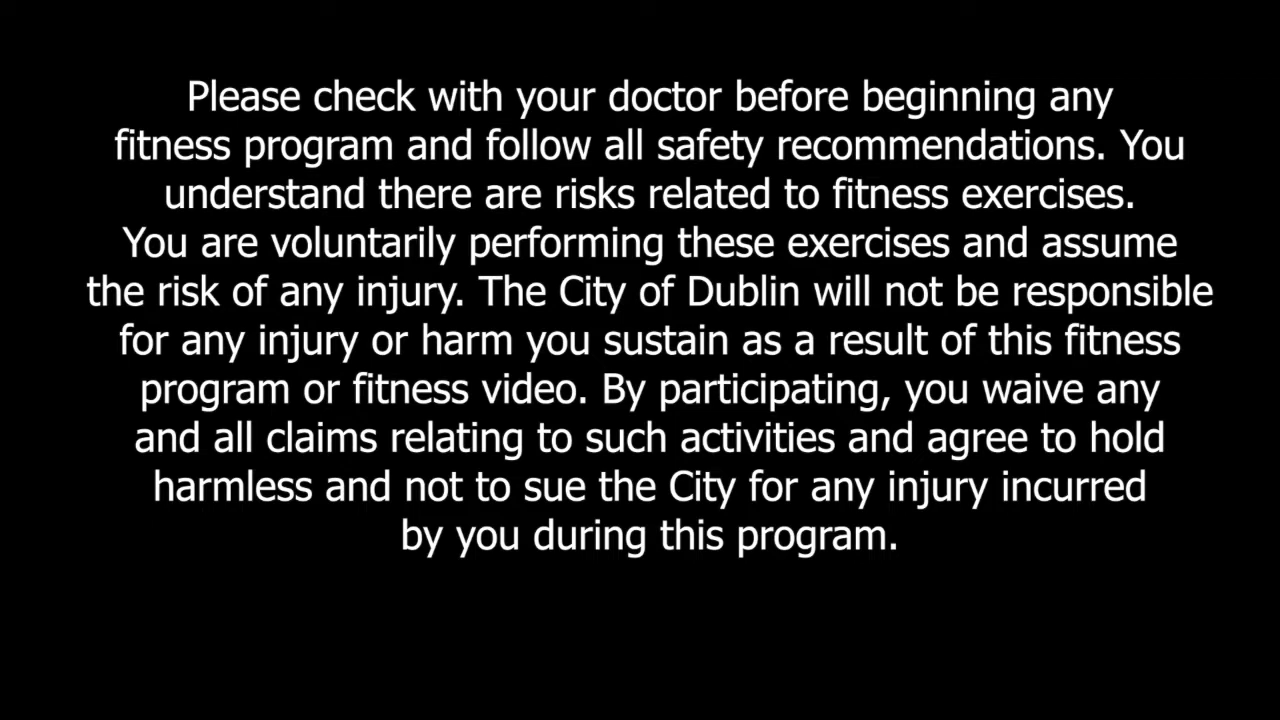 Please check with your doctor before beginning any
fitness program and follow all safety recommendations. You
understand there are risks related to fitness exercises.
You are voluntarily performing these exercises and assume
the risk of any injury. The City of Dublin will not be responsible
for any injury or harm you sustain as a result of this fitness
program or fitness video. By participating, you waive any
and all claims relating to such activities and agree to hold
harmless and not to sue the City for any injury incurred
by you during this program.